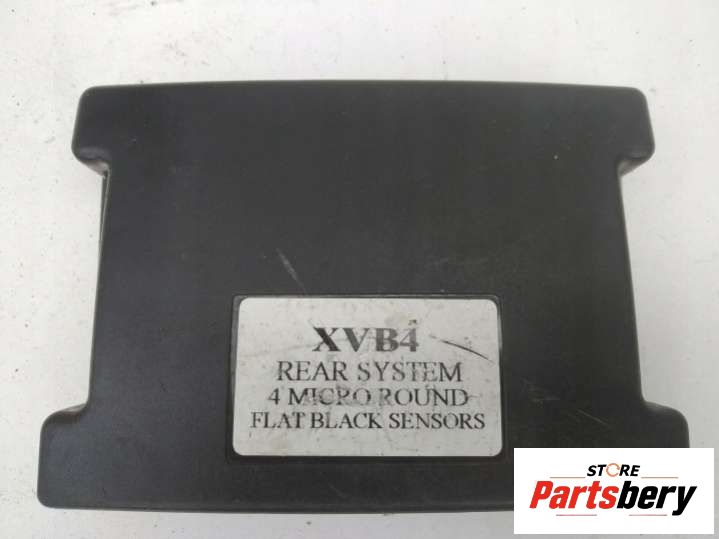 XVB4
REAR SYSTEM
4 MICRO ROUND
FLAT BLACK SENSORS
STORE
Partsbery